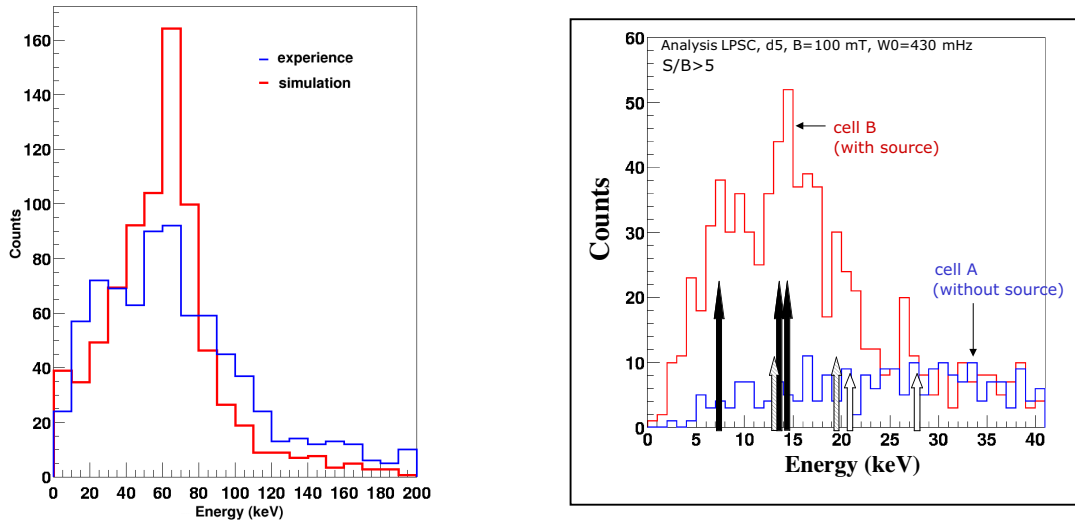 160
140
120
100
80
60
40
20
0
Counts
experience
simulation
0 20 40 60 80 100 120 140 160 180 200
Energy (keV)
Analysis LPSC, d5, B=100 mT, W0=430 mHz
S/B>5
60
50
40
30
20
10
0
Counts
cell B
(with source)
cell A
(without source)
0 5 10 15 20 25 30 35 40
Energy (keV)